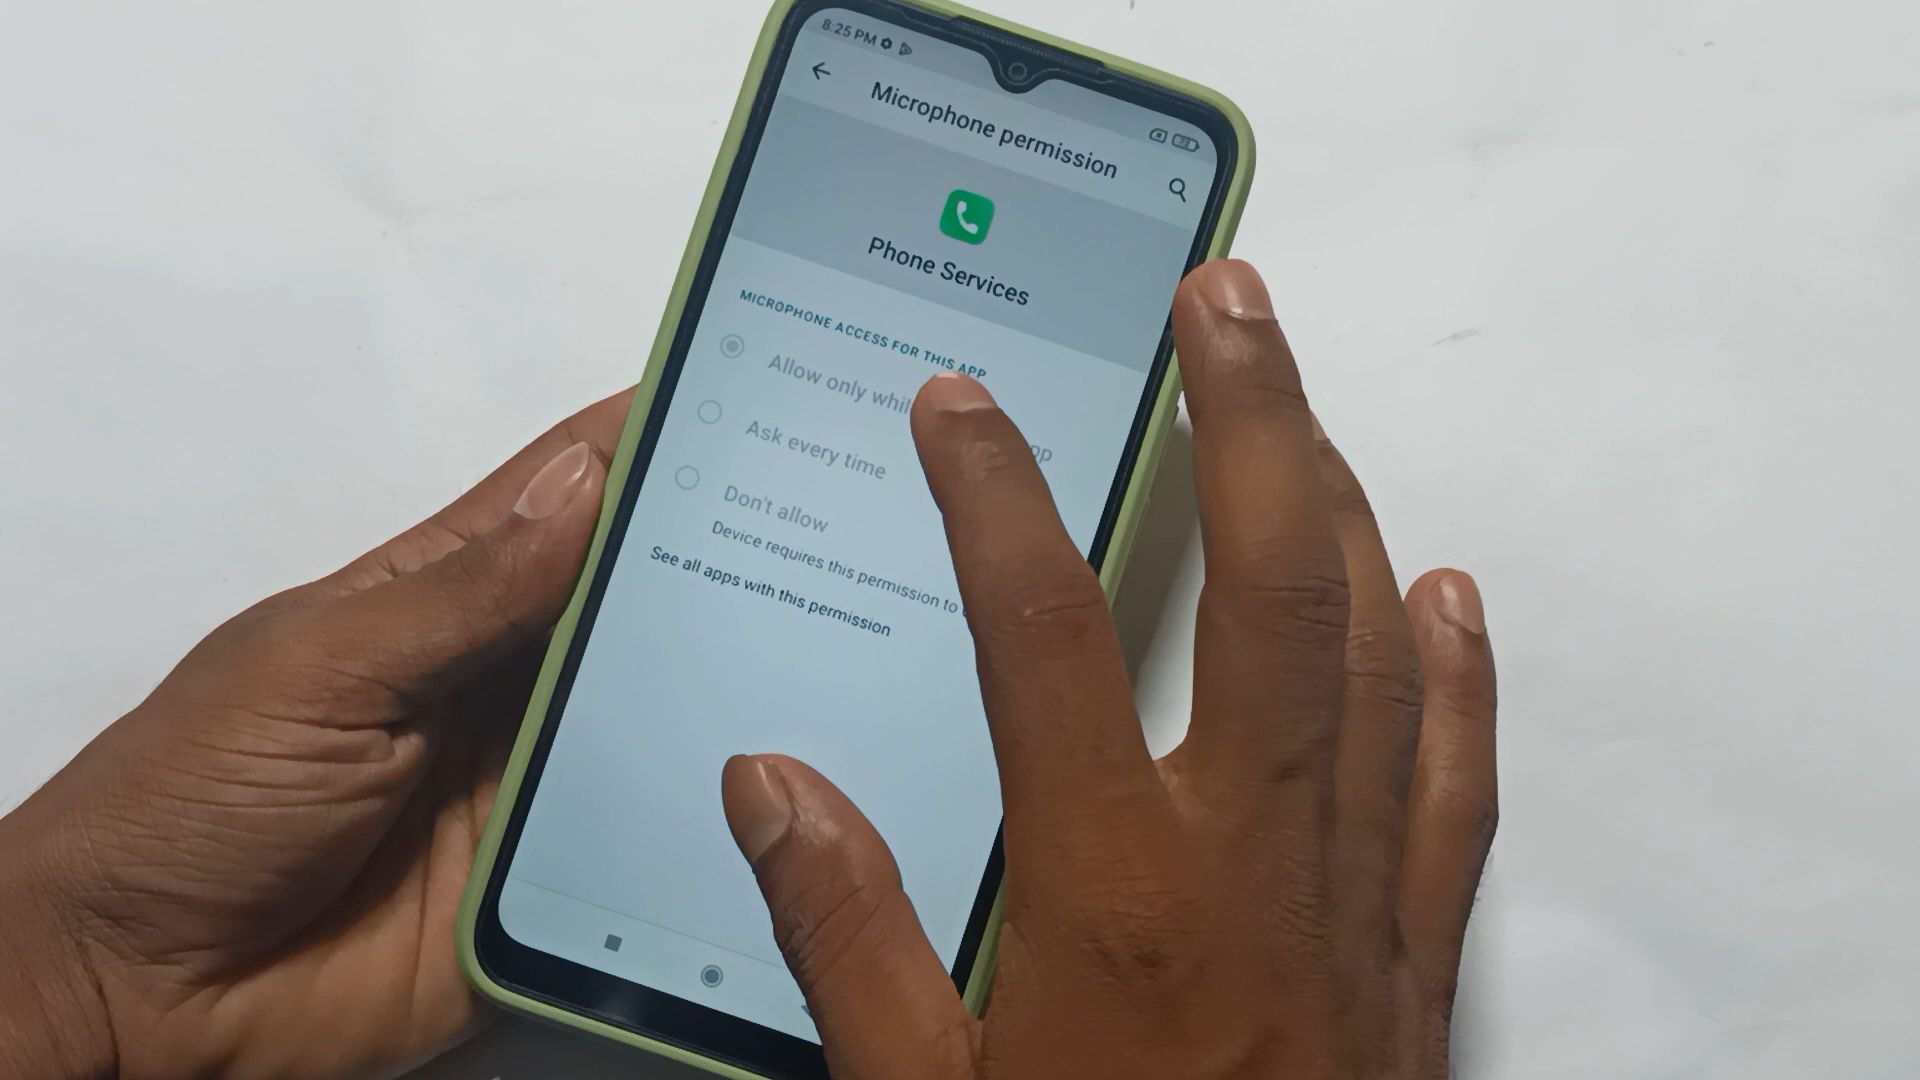 8:25 PM
Microphone permission
Phone Services
MICROPHONE ACCESS FOR THIS APP
Allow only
Ask every time
Don't allow
Device requires this permission to
See all apps with this permission